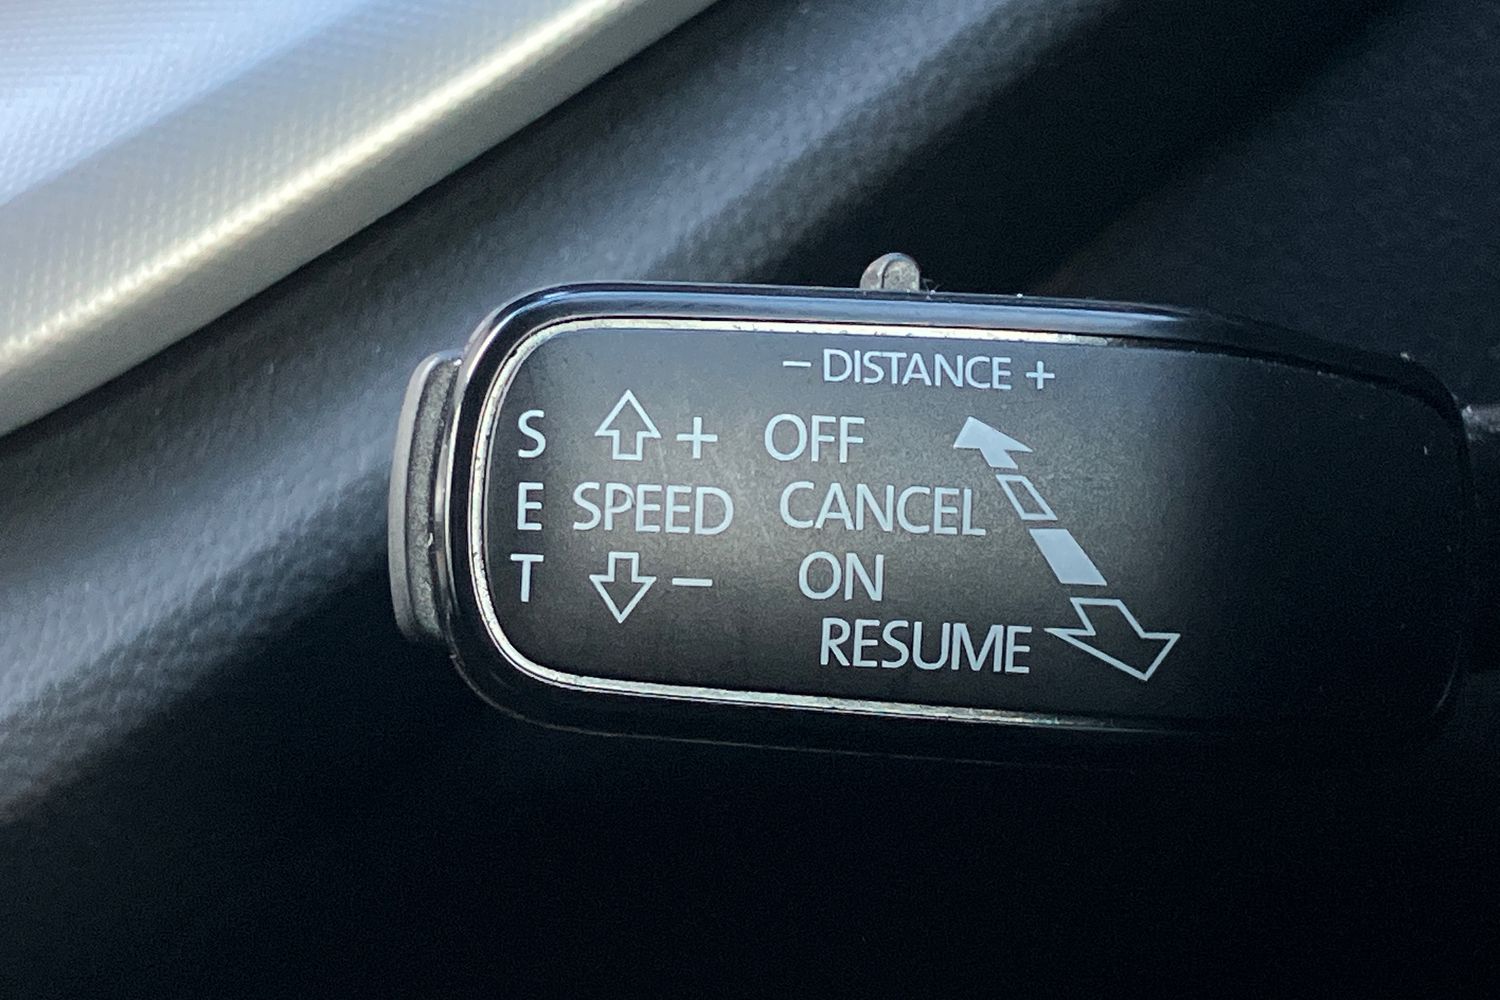 – DISTANCE +
S + OFF
E SPEED CANCEL
T – ON
RESUME